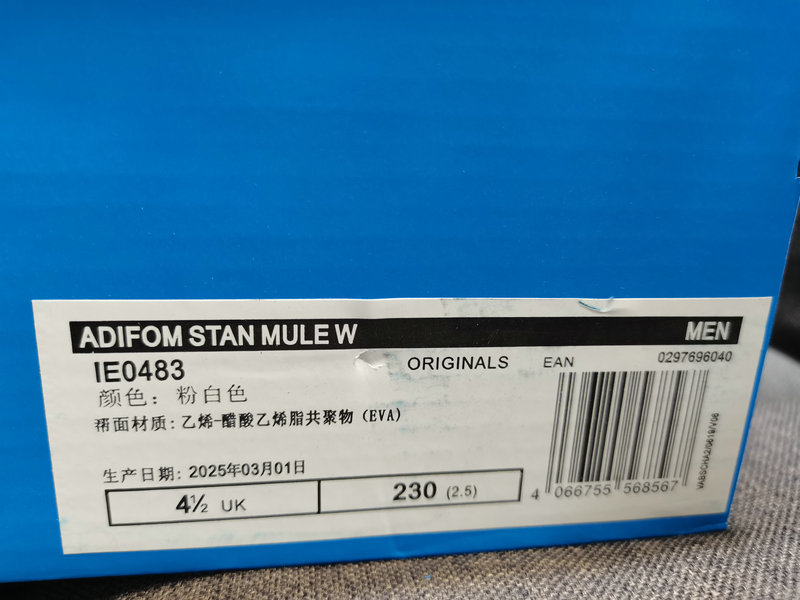 ADIFOM STAN MULE W MEN
IE0483 ORIGINALS EAN 0297696040
颜色：粉白色
帮面材质：乙烯-醋酸乙烯脂共聚物（EVA）
生产日期：2025年03月01日
4½ UK 230 (2.5)
4 066755 568567